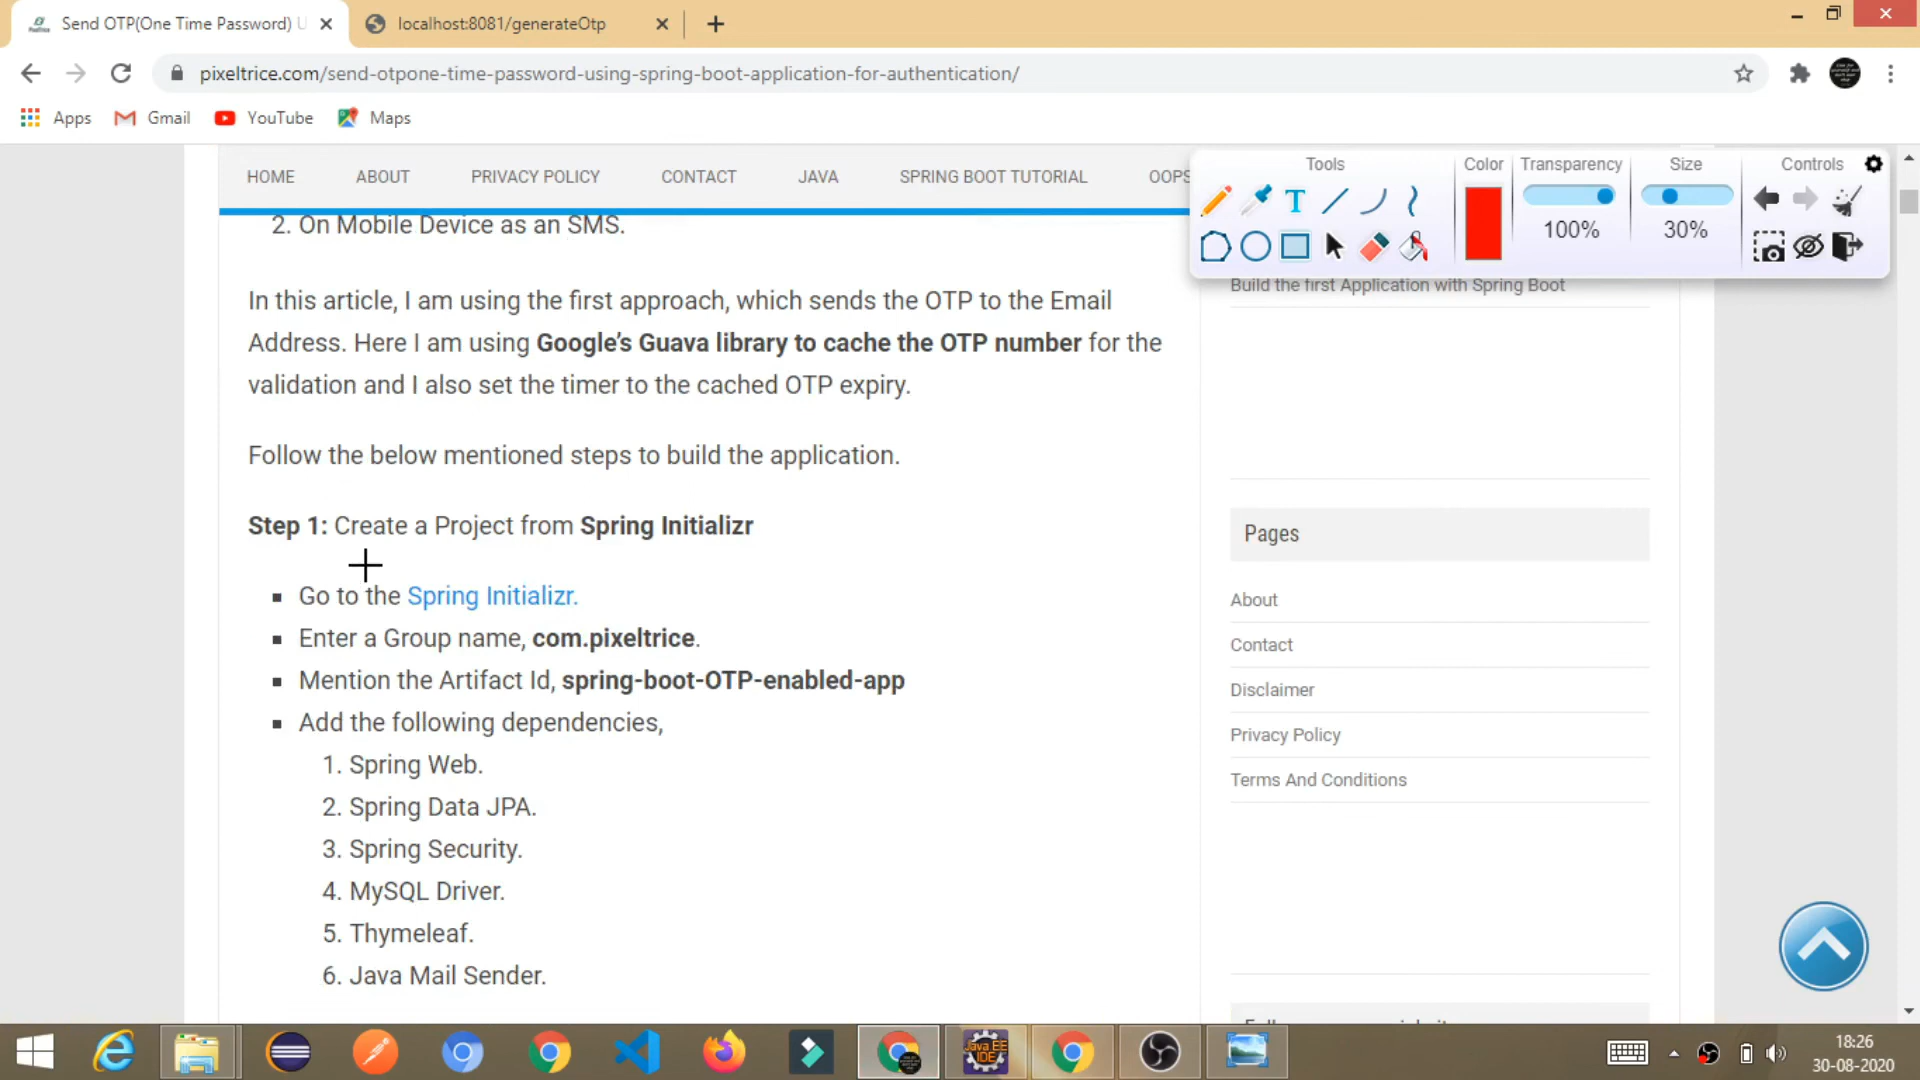 Send OTP(One Time Password) U
localhost:8081/generateOtp
pixeltrice.com/send-otpone-time-password-using-spring-boot-application-for-authentication/
Apps
Gmail
YouTube
Maps
HOME
ABOUT
PRIVACY POLICY
CONTACT
JAVA
SPRING BOOT TUTORIAL
OOPS
Tools
Color
Transparency
Size
Controls
100%
30%
2. On Mobile Device as an SMS.
In this article, I am using the first approach, which sends the OTP to the Email
Address. Here I am using Google's Guava library to cache the OTP number for the
validation and I also set the timer to the cached OTP expiry.
Follow the below mentioned steps to build the application.
Step 1: Create a Project from Spring Initializr
Go to the Spring Initializr.
Enter a Group name, com.pixeltrice.
Mention the Artifact Id, spring-boot-OTP-enabled-app
Add the following dependencies,
1. Spring Web.
2. Spring Data JPA.
3. Spring Security.
4. MySQL Driver.
5. Thymeleaf.
6. Java Mail Sender.
Build the first Application with Spring Boot
Pages
About
Contact
Disclaimer
Privacy Policy
Terms And Conditions
Java EE
IDE
18:26
30-08-2020